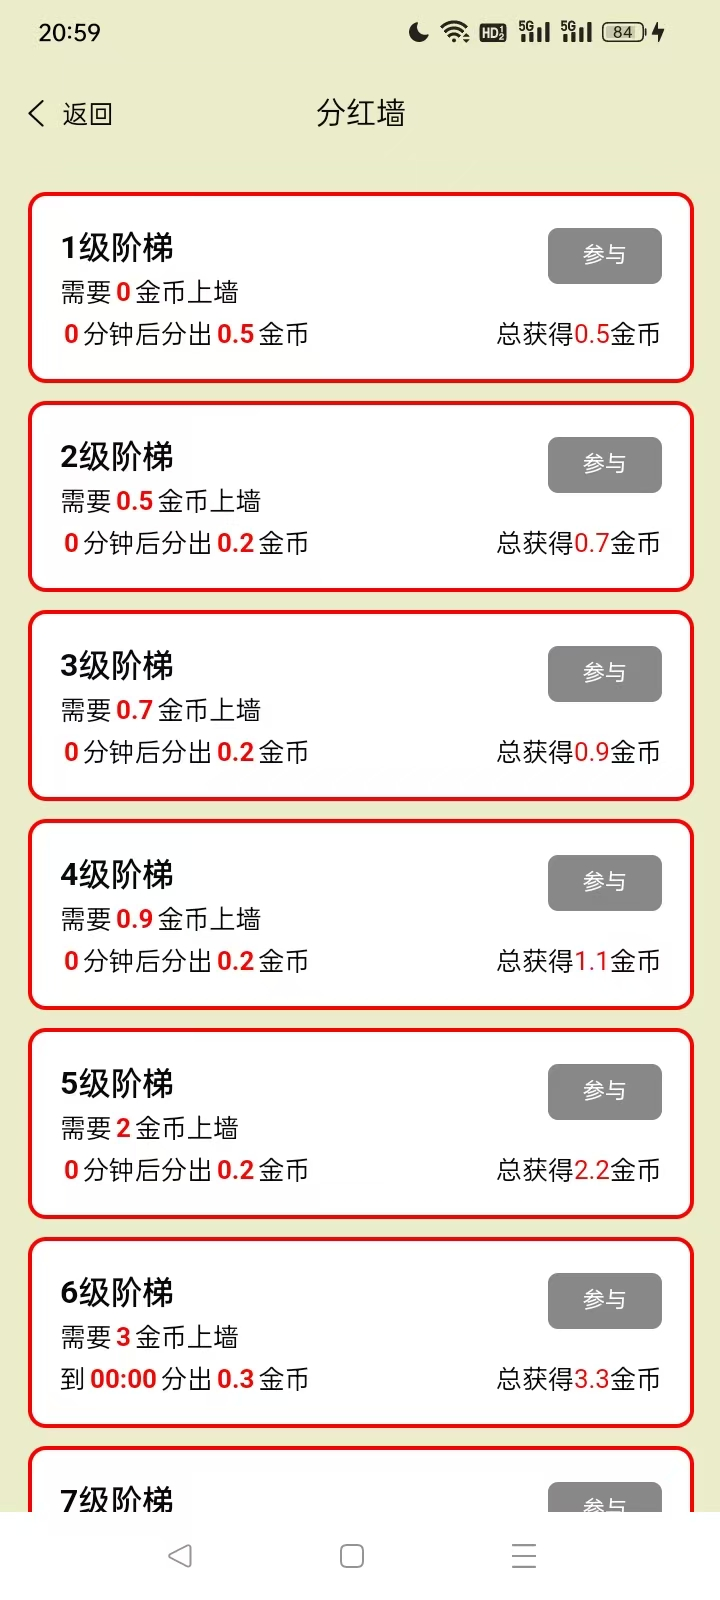 20:59
HD 1 2 5G 5G 84
返回
分红墙
1级阶梯
参与
需要0金币上墙
0分钟后分出0.5金币 总获得0.5金币
2级阶梯
参与
需要0.5金币上墙
0分钟后分出0.2金币 总获得0.7金币
3级阶梯
参与
需要0.7金币上墙
0分钟后分出0.2金币 总获得0.9金币
4级阶梯
参与
需要0.9金币上墙
0分钟后分出0.2金币 总获得1.1金币
5级阶梯
参与
需要2金币上墙
0分钟后分出0.2金币 总获得2.2金币
6级阶梯
参与
需要3金币上墙
到00:00分出0.3金币 总获得3.3金币
7级阶梯
参与